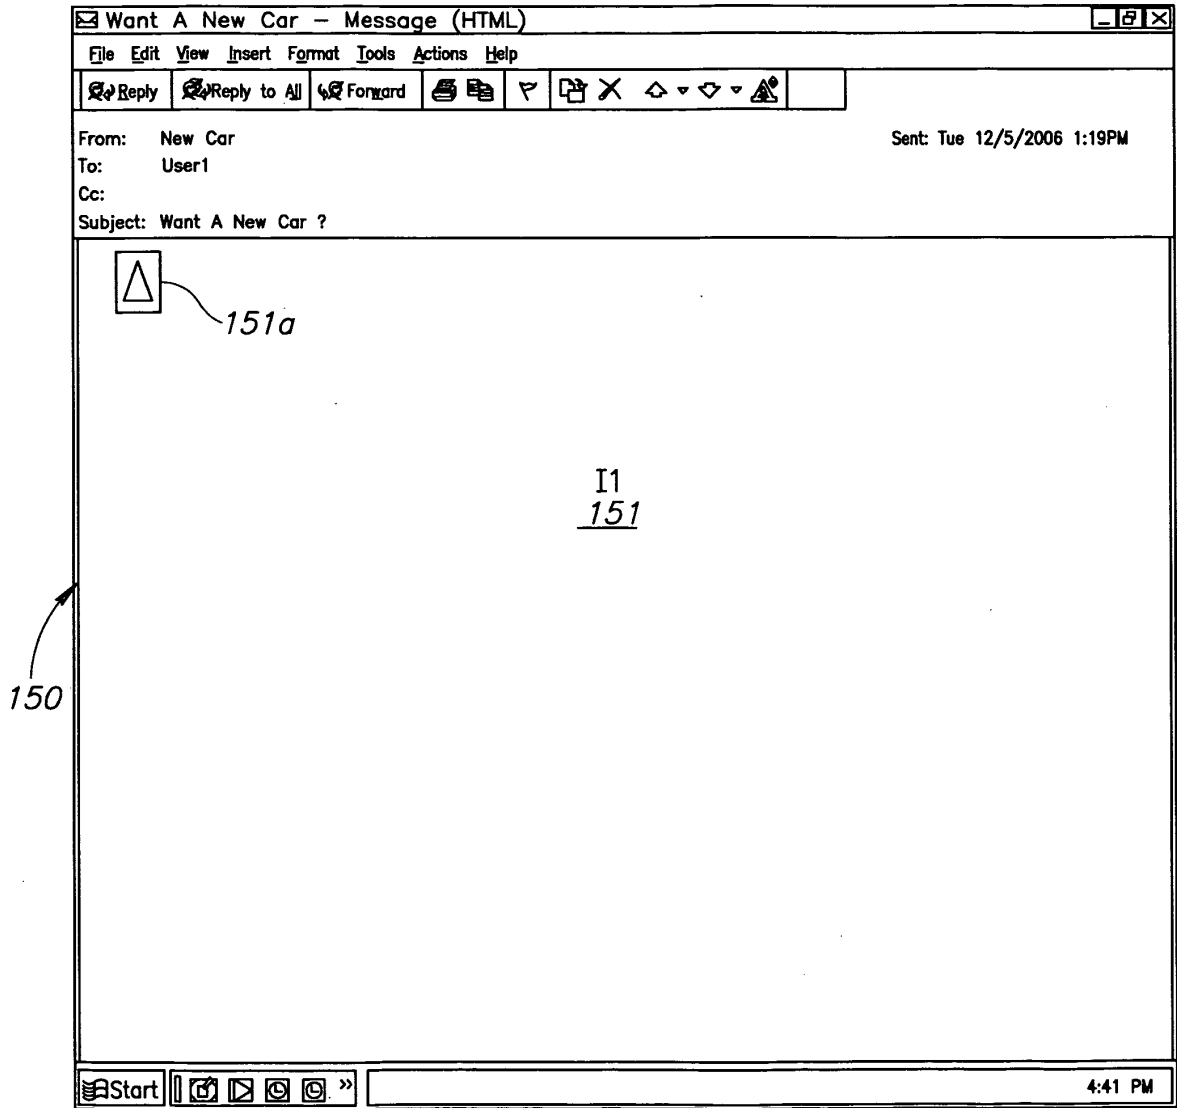 Want A New Car – Message (HTML)
File Edit View Insert Format Tools Actions Help
Reply Reply to All Forward
From: New Car Sent: Tue 12/5/2006 1:19PM
To: User1
Cc:
Subject: Want A New Car ?
151a
I1
151
150
Start » 4:41 PM